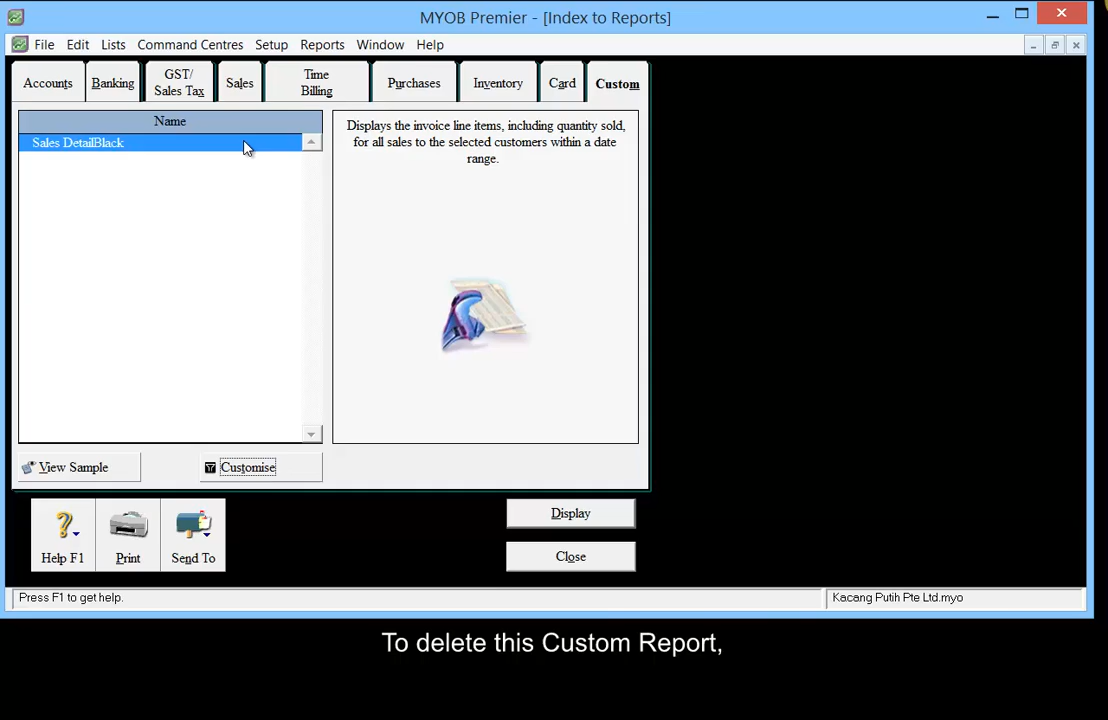 MYOB Premier - [Index to Reports]
File Edit Lists Command Centres Setup Reports Window Help
Accounts
Banking
GST/
Sales Tax
Sales
Time
Billing
Purchases
Inventory
Card
Custom
Name
Sales DetailBlack
Displays the invoice line items, including quantity sold,
for all sales to the selected customers within a date
range.
View Sample
Customise
Help F1
Print
Send To
Display
Close
Press F1 to get help.
Kacang Putih Pte Ltd.myo
To delete this Custom Report,